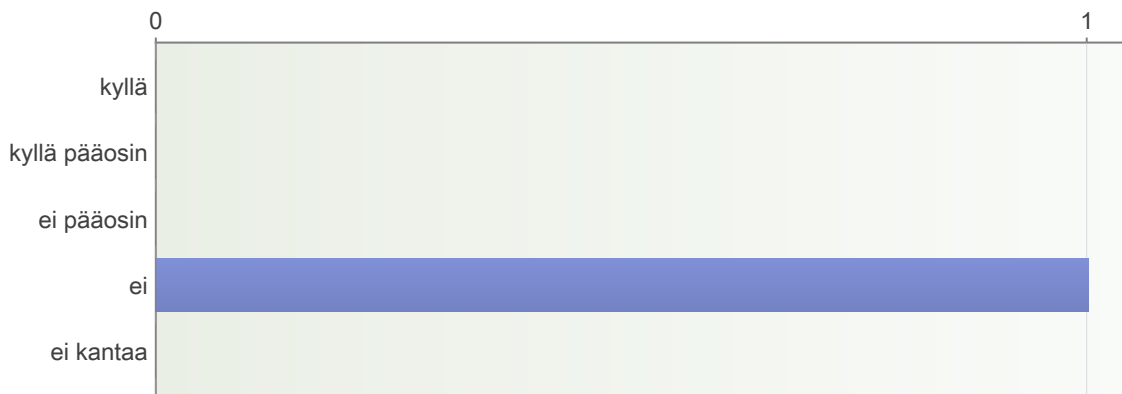 0 1
kyllä
kyllä pääosin
ei pääosin
ei
ei kantaa